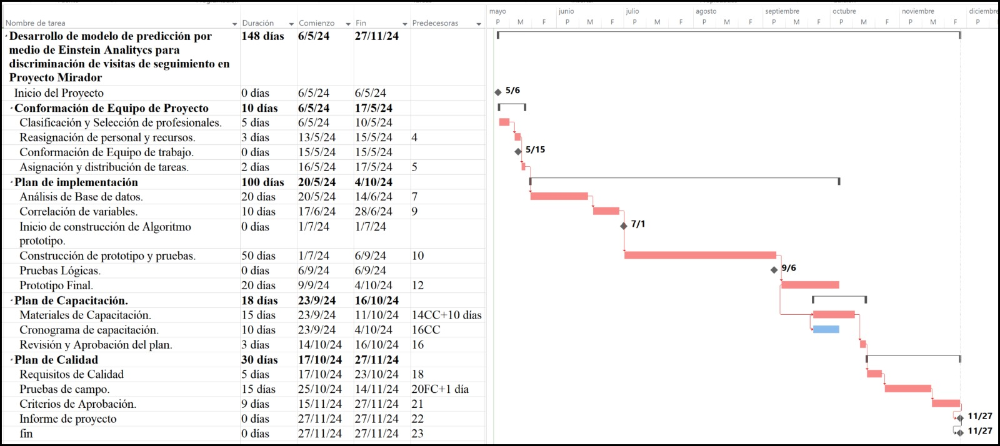 mayo junio julio agosto septiembre octubre noviembre diciembre
Nombre de tarea Duración Comienzo Fin Predecesoras P M F P M F P M F P M F P M F P M F P M F P
Desarrollo de modelo de predicción por 148 días 6/5/24 27/11/24
medio de Einstein Analitycs para
discriminación de visitas de seguimiento en
Proyecto Mirador
Inicio del Proyecto 0 días 6/5/24 6/5/24 5/6
Conformación de Equipo de Proyecto 10 días 6/5/24 17/5/24
Clasificación y Selección de profesionales. 5 días 6/5/24 10/5/24
Reasignación de personal y recursos. 3 días 13/5/24 15/5/24 4
Conformación de Equipo de trabajo. 0 días 15/5/24 15/5/24 5/15
Asignación y distribución de tareas. 2 días 16/5/24 17/5/24 5
Plan de implementación 100 días 20/5/24 4/10/24
Análisis de Base de datos. 20 días 20/5/24 14/6/24 7
Correlación de variables. 10 días 17/6/24 28/6/24 9
Inicio de construcción de Algoritmo 0 días 1/7/24 1/7/24 7/1
prototipo.
Construcción de prototipo y pruebas. 50 días 1/7/24 6/9/24 10
Pruebas Lógicas. 0 días 6/9/24 6/9/24 9/6
Prototipo Final. 20 días 9/9/24 4/10/24 12
Plan de Capacitación. 18 días 23/9/24 16/10/24
Materiales de Capacitación. 15 días 23/9/24 11/10/24 14CC+10 días
Cronograma de capacitación. 10 días 23/9/24 4/10/24 16CC
Revisión y Aprobación del plan. 3 días 14/10/24 16/10/24 16
Plan de Calidad 30 días 17/10/24 27/11/24
Requisitos de Calidad 5 días 17/10/24 23/10/24 18
Pruebas de campo. 15 días 25/10/24 14/11/24 20FC+1 día
Criterios de Aprobación. 9 días 15/11/24 27/11/24 21
Informe de proyecto 0 días 27/11/24 27/11/24 22 11/27
fin 0 días 27/11/24 27/11/24 23 11/27